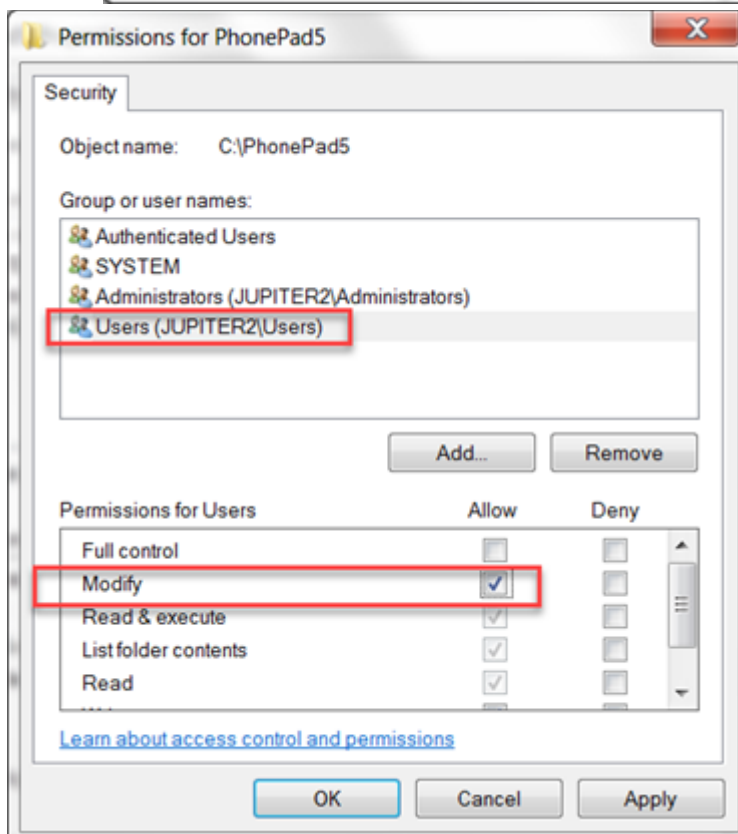 Permissions for PhonePad5
Security
Object name: C:\PhonePad5
Group or user names:
Authenticated Users
SYSTEM
Administrators (JUPITER2\Administrators)
Users (JUPITER2\Users)
Add... Remove
Permissions for Users Allow Deny
Full control
Modify
Read & execute
List folder contents
Read
Learn about access control and permissions
OK Cancel Apply